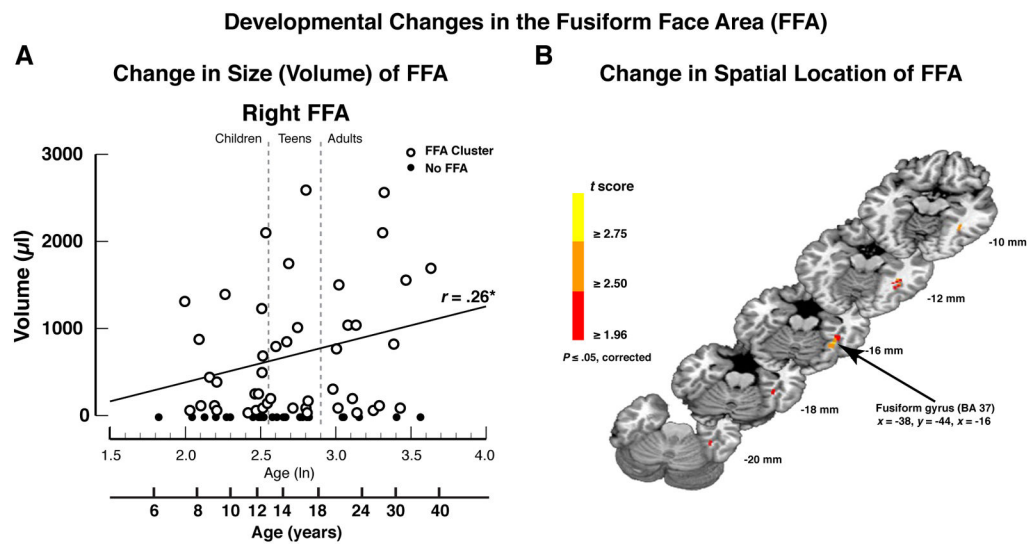 Developmental Changes in the Fusiform Face Area (FFA)
A
Change in Size (Volume) of FFA
Right FFA
Children Teens Adults
FFA Cluster
No FFA
3000
2000
1000
0
Volume (µl)
r = .26*
1.5 2.0 2.5 3.0 3.5 4.0
Age (ln)
6 8 10 12 14 18 24 30 40
Age (years)
B
Change in Spatial Location of FFA
t score
≥ 2.75
≥ 2.50
≥ 1.96
P ≤ .05, corrected
-10 mm
-12 mm
-16 mm
-18 mm
-20 mm
Fusiform gyrus (BA 37)
x = -38, y = -44, x = -16